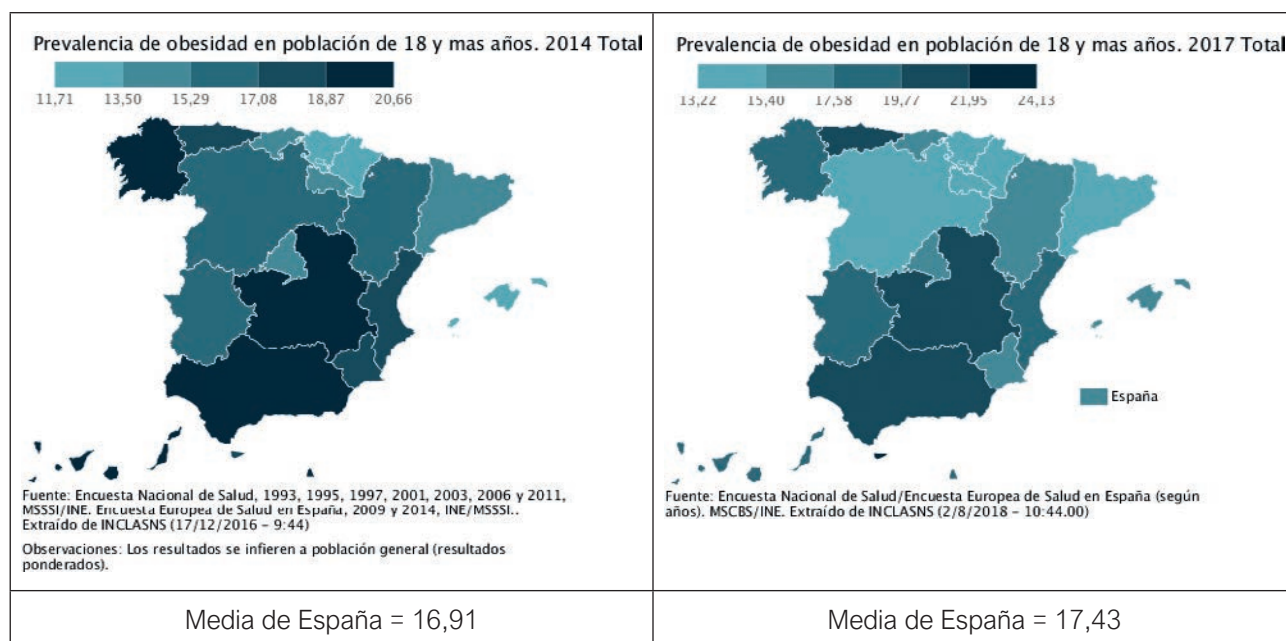 Prevalencia de obesidad en población de 18 y mas años. 2014 Total
11,71 13,50 15,29 17,08 18,87 20,66
Fuente: Encuesta Nacional de Salud, 1993, 1995, 1997, 2001, 2003, 2006 y 2011,
MSSSI/INE. Encuesta Europea de Salud en España, 2009 y 2014, INE/MSSSI..
Extraído de INCLASNS (17/12/2016 - 9:44)
Observaciones: Los resultados se infieren a población general (resultados
ponderados).
Media de España = 16,91
Prevalencia de obesidad en población de 18 y mas años. 2017 Total
13,22 15,40 17,58 19,77 21,95 24,13
España
Fuente: Encuesta Nacional de Salud/Encuesta Europea de Salud en España (según
años). MSCBS/INE. Extraído de INCLASNS (2/8/2018 - 10:44.00)
Media de España = 17,43